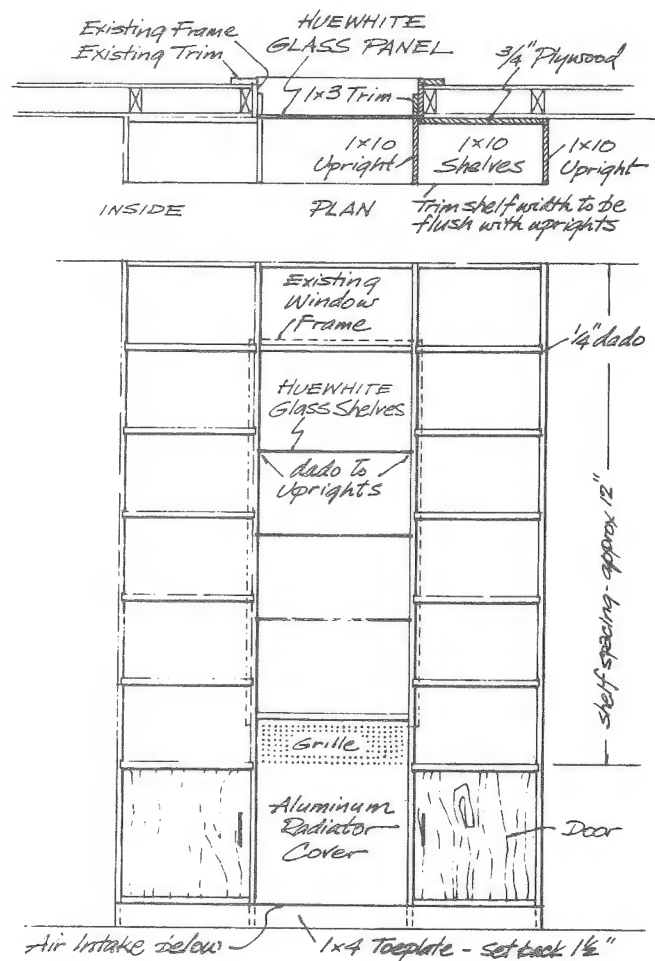 Existing Frame
Existing Trim
HUEWHITE
GLASS PANEL
3/4" Plywood
1x3 Trim
1x10
Upright
1x10
Shelves
1x10
Upright
INSIDE
PLAN
Trim shelf width to be
flush with uprights
Existing
Window
Frame
1/4" dado
HUEWHITE
Glass Shelves
dado to
Uprights
shelf spacing - approx 12"
Grille
Aluminum
Radiator
Cover
Door
Air Intake below
1x4 Toeplate - set back 1½"